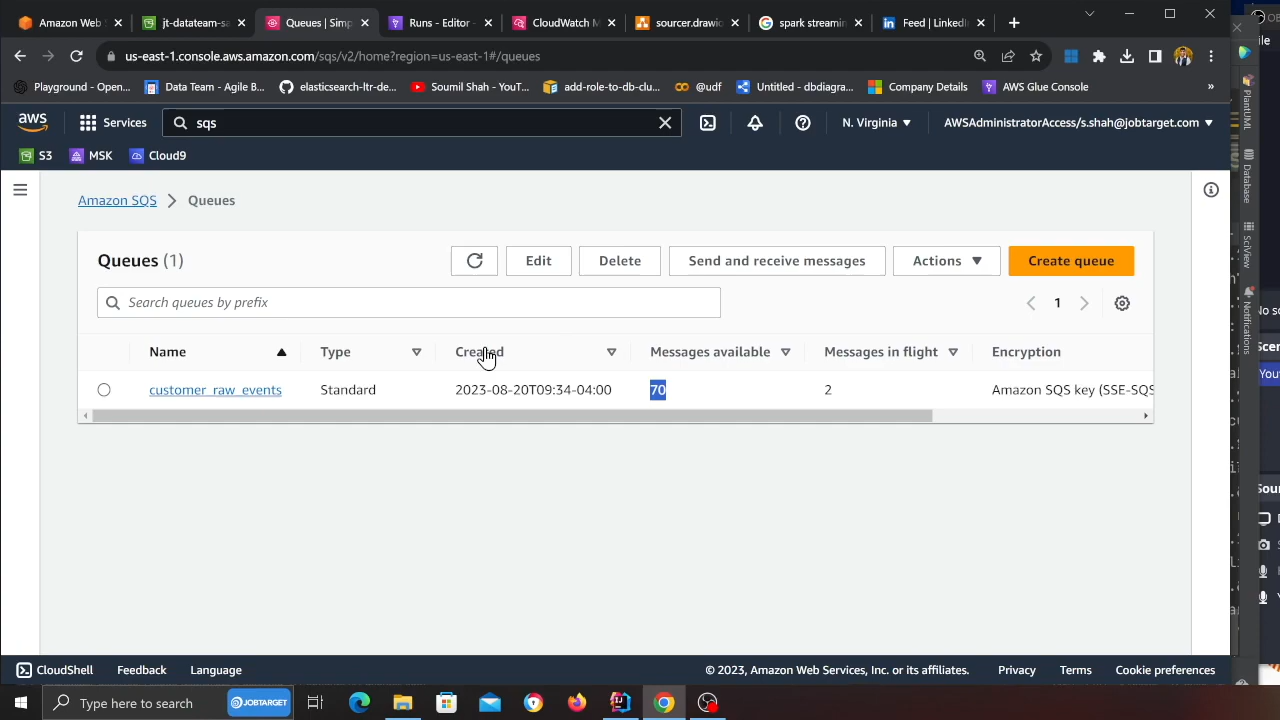 Amazon Web S
jt-datateam-sa
Queues | Simp
Runs - Editor -
CloudWatch M
sourcer.drawio
spark streamin
Feed | LinkedIn
us-east-1.console.aws.amazon.com/sqs/v2/home?region=us-east-1#/queues
Playground - Open...
Data Team - Agile B...
elasticsearch-ltr-de...
Soumil Shah - YouT...
add-role-to-db-clu...
@udf
Untitled - dbdiagra...
Company Details
AWS Glue Console
»
aws
Services
sqs
N. Virginia
AWSAdministratorAccess/s.shah@jobtarget.com
S3
MSK
Cloud9
Amazon SQS
Queues
Queues (1)
Edit
Delete
Send and receive messages
Actions
Create queue
Search queues by prefix
1
Name
Type
Created
Messages available
Messages in flight
Encryption
customer_raw_events
Standard
2023-08-20T09:34-04:00
70
2
Amazon SQS key (SSE-SQS
CloudShell
Feedback
Language
© 2023, Amazon Web Services, Inc. or its affiliates.
Privacy
Terms
Cookie preferences
Type here to search
JOBTARGET
PlantUML
Database
SciView
Notifications